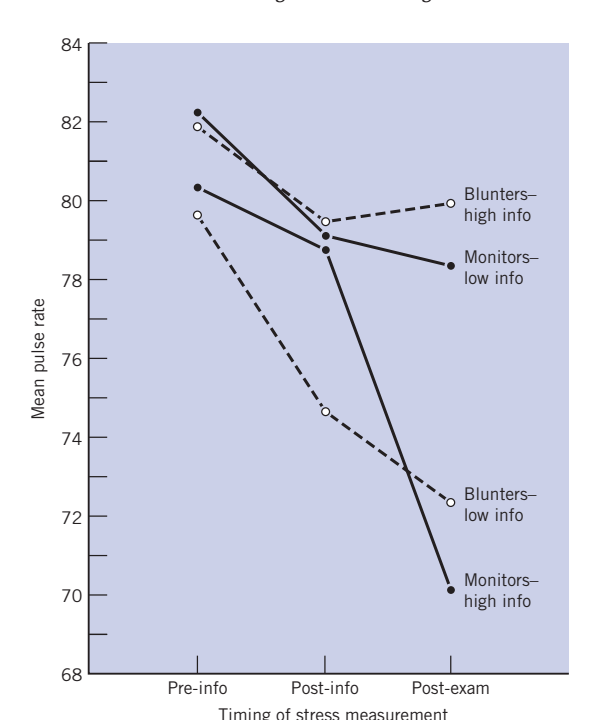 84
82
80
78
76
74
72
70
68
Mean pulse rate
Blunters–
high info
Monitors–
low info
Blunters–
low info
Monitors–
high info
Pre-info
Post-info
Post-exam
Timing of stress measurement